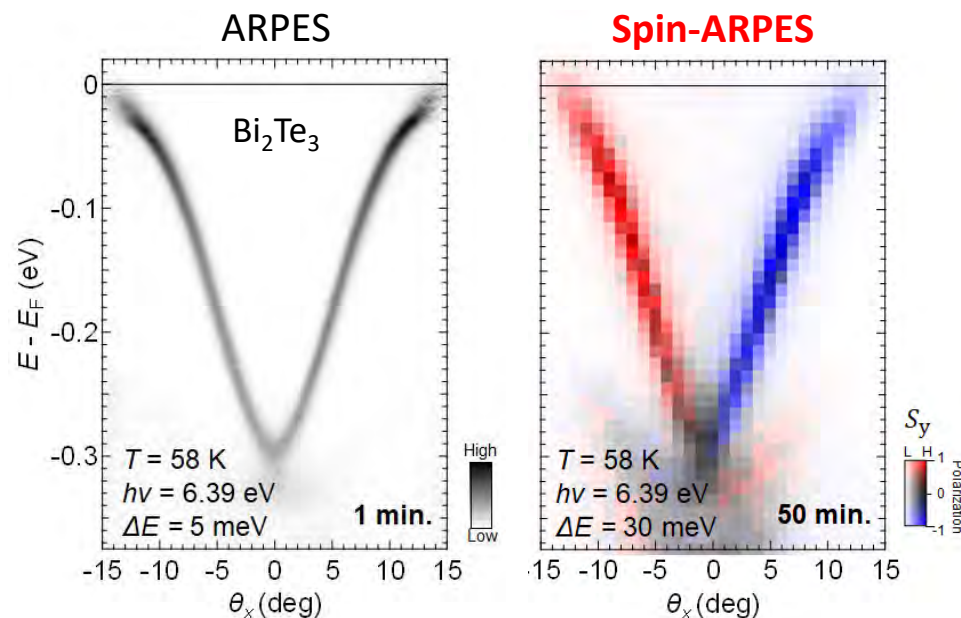 ARPES
Spin-ARPES
0
-0.1
-0.2
-0.3
E - E_F (eV)
Bi₂Te₃
T = 58 K
hν = 6.39 eV
ΔE = 5 meV
1 min.
High
Low
-15 -10 -5 0 5 10 15
θₓ (deg)
T = 58 K
hν = 6.39 eV
ΔE = 30 meV
50 min.
S_y
L H
1
0
-1
Polarization
-15 -10 -5 0 5 10 15
θₓ (deg)